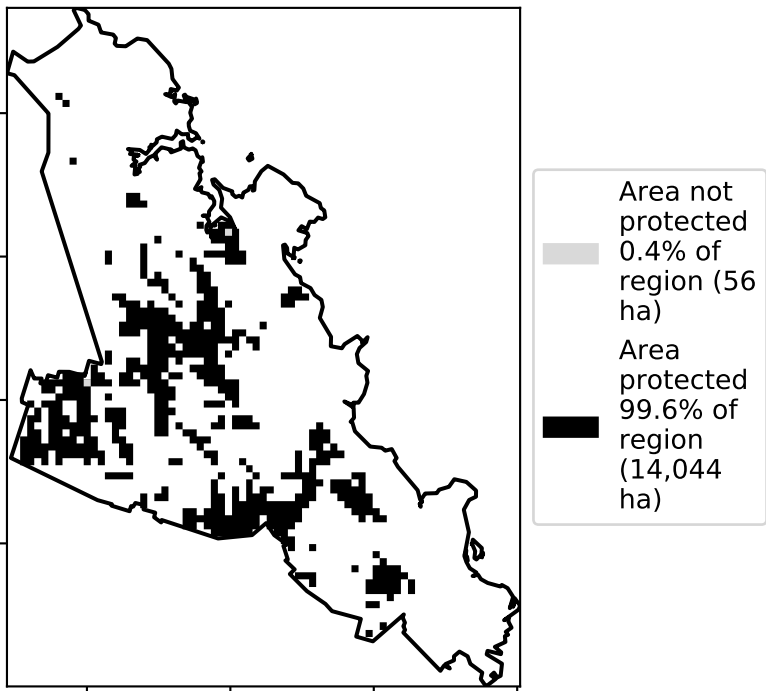 Area not
protected
0.4% of
region (56
ha)
Area
protected
99.6% of
region
(14,044
ha)